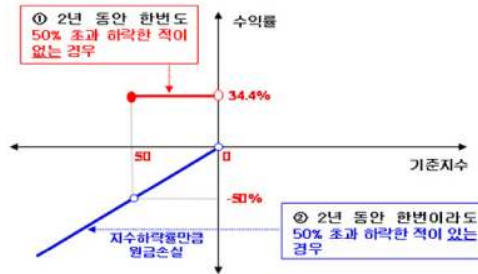 ① 2년 동안 한번도
50% 초과 하락한 적이
없는 경우
수익률
34.4%
50
0
기준지수
-50%
지수하락률만큼
원금손실
② 2년 동안 한번이라도
50% 초과 하락한 적이 있는
경우